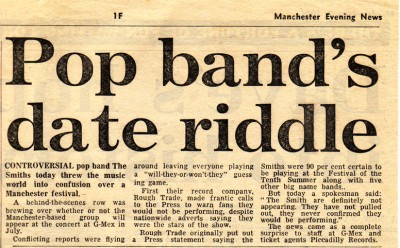 1F
Manchester Evening News
Pop band's
date riddle
CONTROVERSIAL pop band The
Smiths today threw the music
world into confusion over a
Manchester festival.
A behind-the-scenes row was
brewing over whether or not the
Manchester-based group will
appear at the concert at G-Mex in
July.
Conflicting reports were flying
around leaving everyone playing
a "will-they-or-won't-they" guess
ing game.
First their record company,
Rough Trade, made frantic calls
to the Press to warn fans they
would not be performing, despite
nationwide adverts saying they
were the stars of the show.
Rough Trade originally put out
a Press statement saying the
Smiths were 90 per cent certain to
be playing at the Festival of the
Tenth Summer along with five
other big name bands.
But today a spokesman said:
"The Smiths are definitely not
appearing. They have not pulled
out, they never confirmed they
would be performing."
The news came as a complete
surprise to staff at G-Mex and
ticket agents Piccadilly Records.